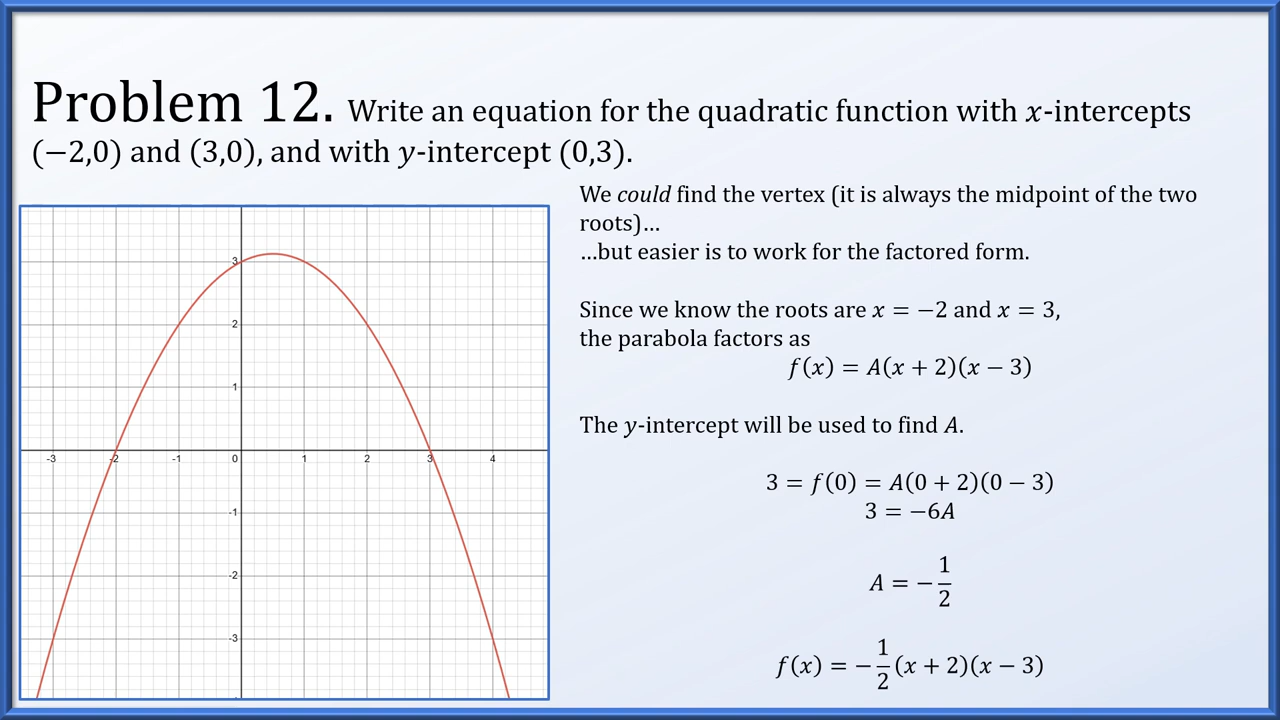 Problem 12. Write an equation for the quadratic function with x-intercepts
(−2,0) and (3,0), and with y-intercept (0,3).
We could find the vertex (it is always the midpoint of the two
roots)…
…but easier is to work for the factored form.
Since we know the roots are x = −2 and x = 3,
the parabola factors as
f(x) = A(x + 2)(x − 3)
The y-intercept will be used to find A.
3 = f(0) = A(0 + 2)(0 − 3)
3 = −6A
A = −1/2
f(x) = −1/2(x + 2)(x − 3)
3
2
1
-3 -2 -1 0 1 2 3 4
-1
-2
-3